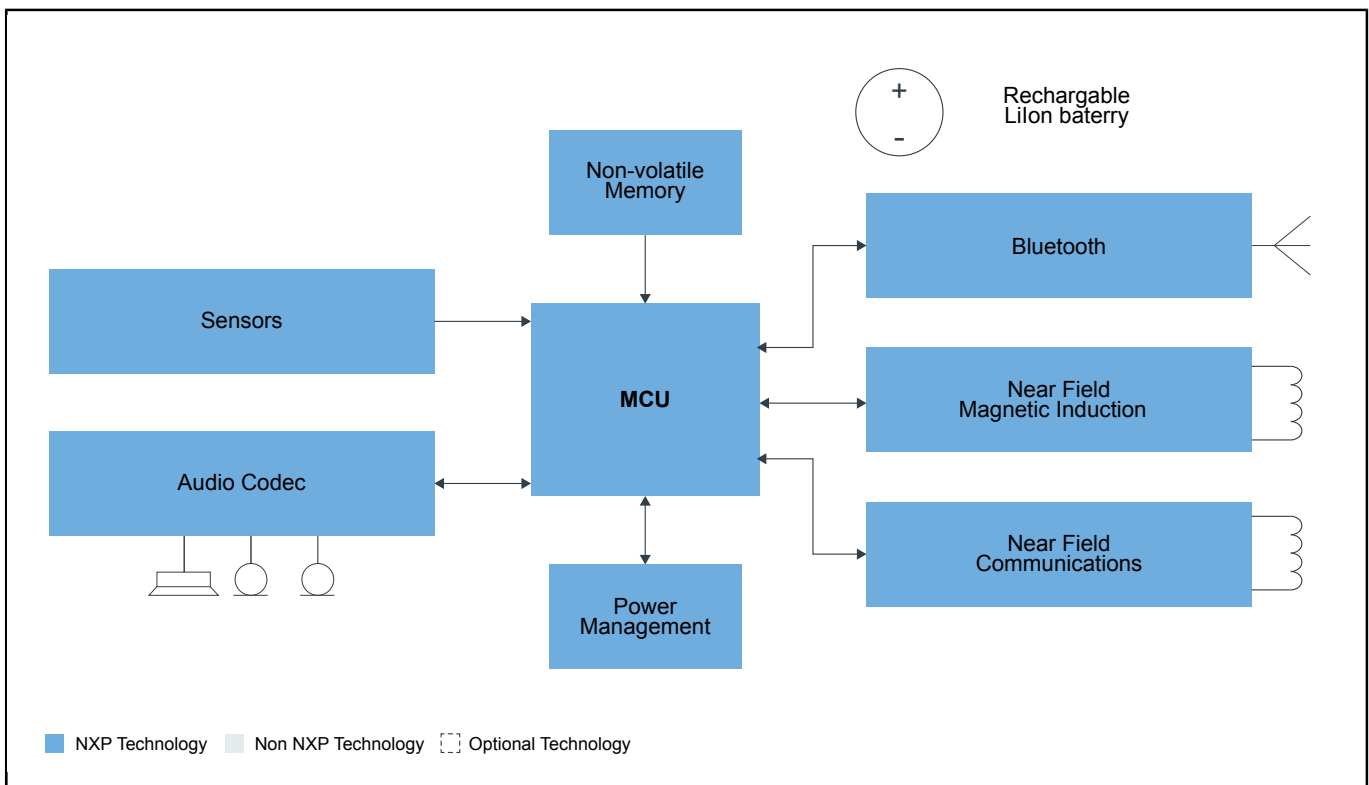 +
-
Rechargable
LiIon baterry
Non-volatile
Memory
Bluetooth
Sensors
MCU
Near Field
Magnetic Induction
Audio Codec
Near Field
Communications
Power
Management
NXP Technology
Non NXP Technology
Optional Technology